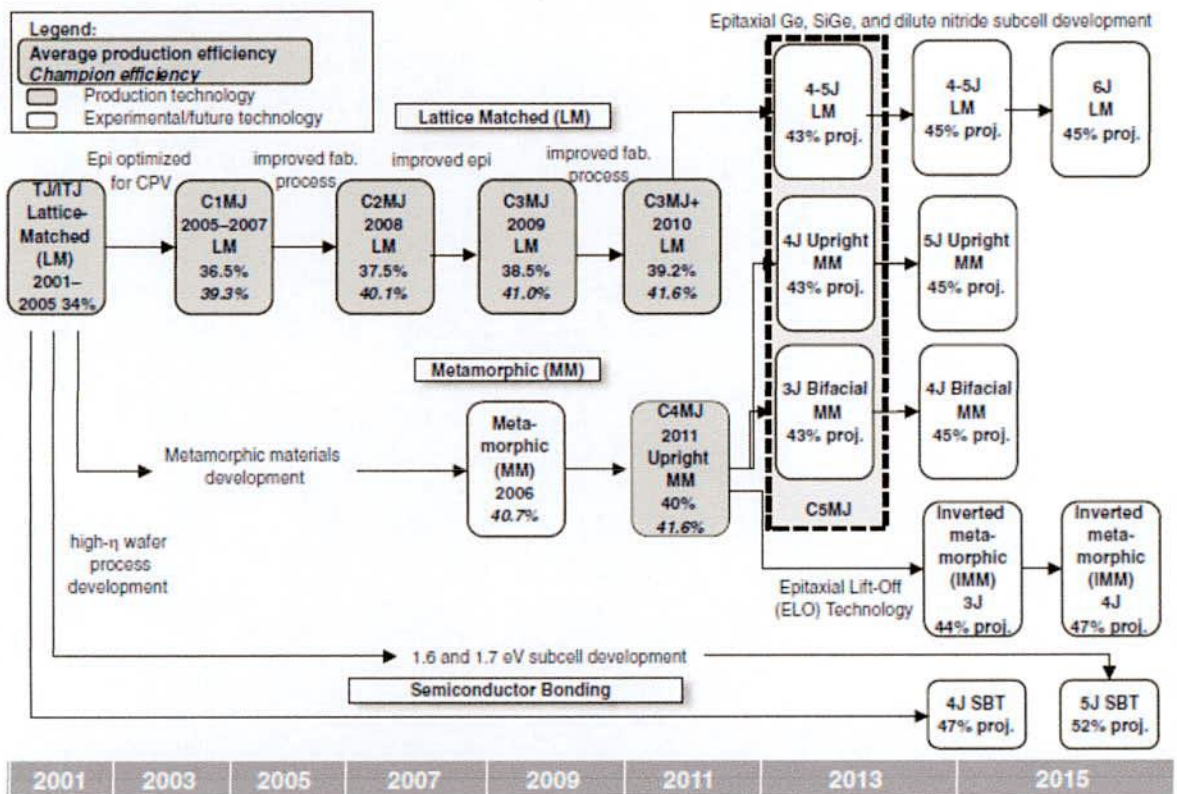 Epitaxial Ge, SiGe, and dilute nitride subcell development
Legend:
Average production efficiency
Champion efficiency
Production technology
Experimental/future technology
Lattice Matched (LM)
Epi optimized
for CPV
improved fab.
process
improved epi
improved fab.
process
TJ/ITJ
Lattice-
Matched
(LM)
2001–
2005 34%
C1MJ
2005–2007
LM
36.5%
39.3%
C2MJ
2008
LM
37.5%
40.1%
C3MJ
2009
LM
38.5%
41.0%
C3MJ+
2010
LM
39.2%
41.6%
4-5J
LM
43% proj.
4-5J
LM
45% proj.
6J
LM
45% proj.
4J Upright
MM
43% proj.
5J Upright
MM
45% proj.
Metamorphic (MM)
3J Bifacial
MM
43% proj.
4J Bifacial
MM
45% proj.
Metamorphic materials
development
Meta-
morphic
(MM)
2006
40.7%
C4MJ
2011
Upright
MM
40%
41.6%
C5MJ
high-η wafer
process
development
Epitaxial Lift-Off
(ELO) Technology
Inverted
meta-
morphic
(IMM)
3J
44% proj.
Inverted
meta-
morphic
(IMM)
4J
47% proj.
1.6 and 1.7 eV subcell development
Semiconductor Bonding
4J SBT
47% proj.
5J SBT
52% proj.
2001 2003 2005 2007 2009 2011 2013 2015